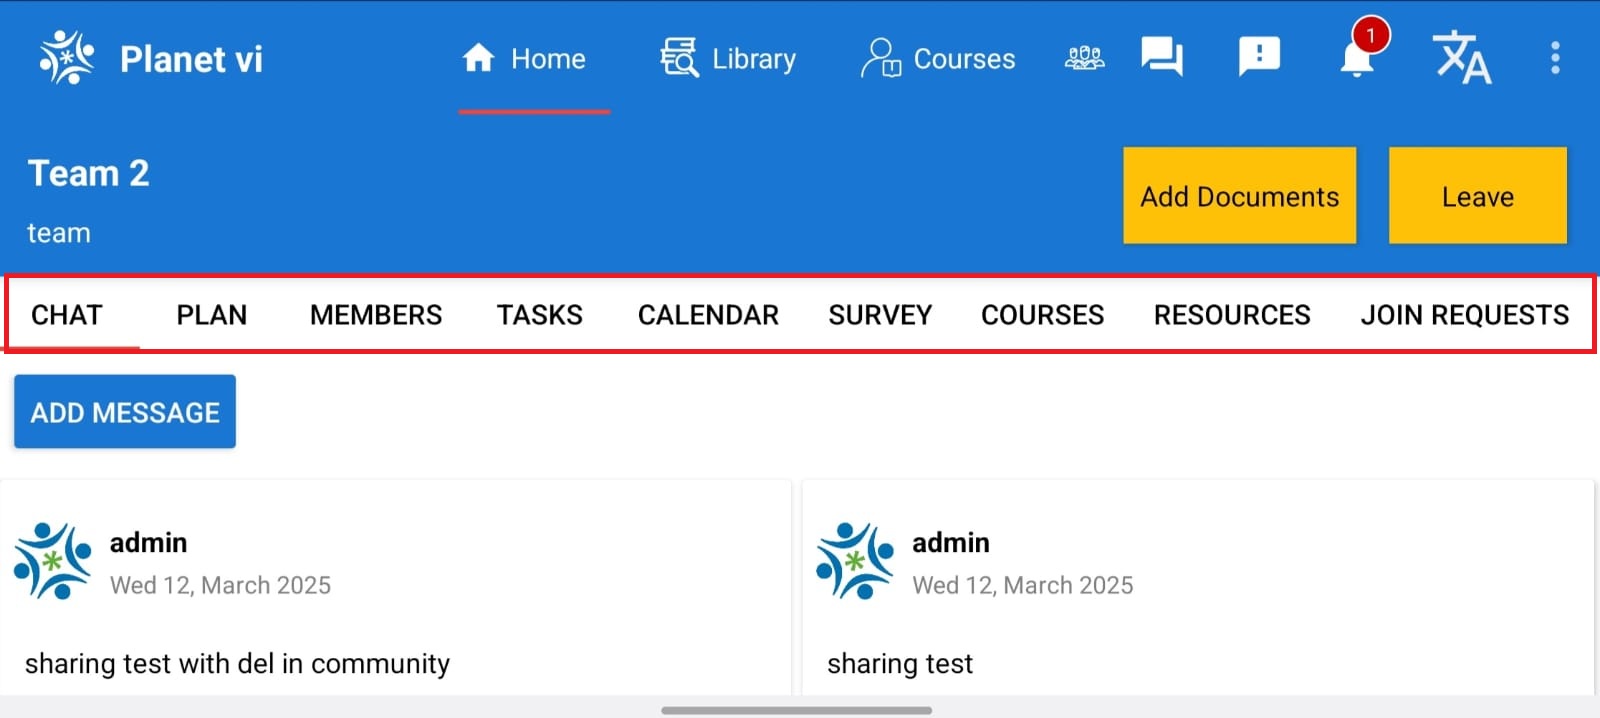 Planet vi Home Library Courses 1
Team 2
team
Add Documents Leave
CHAT PLAN MEMBERS TASKS CALENDAR SURVEY COURSES RESOURCES JOIN REQUESTS
ADD MESSAGE
admin
Wed 12, March 2025
sharing test with del in community
admin
Wed 12, March 2025
sharing test